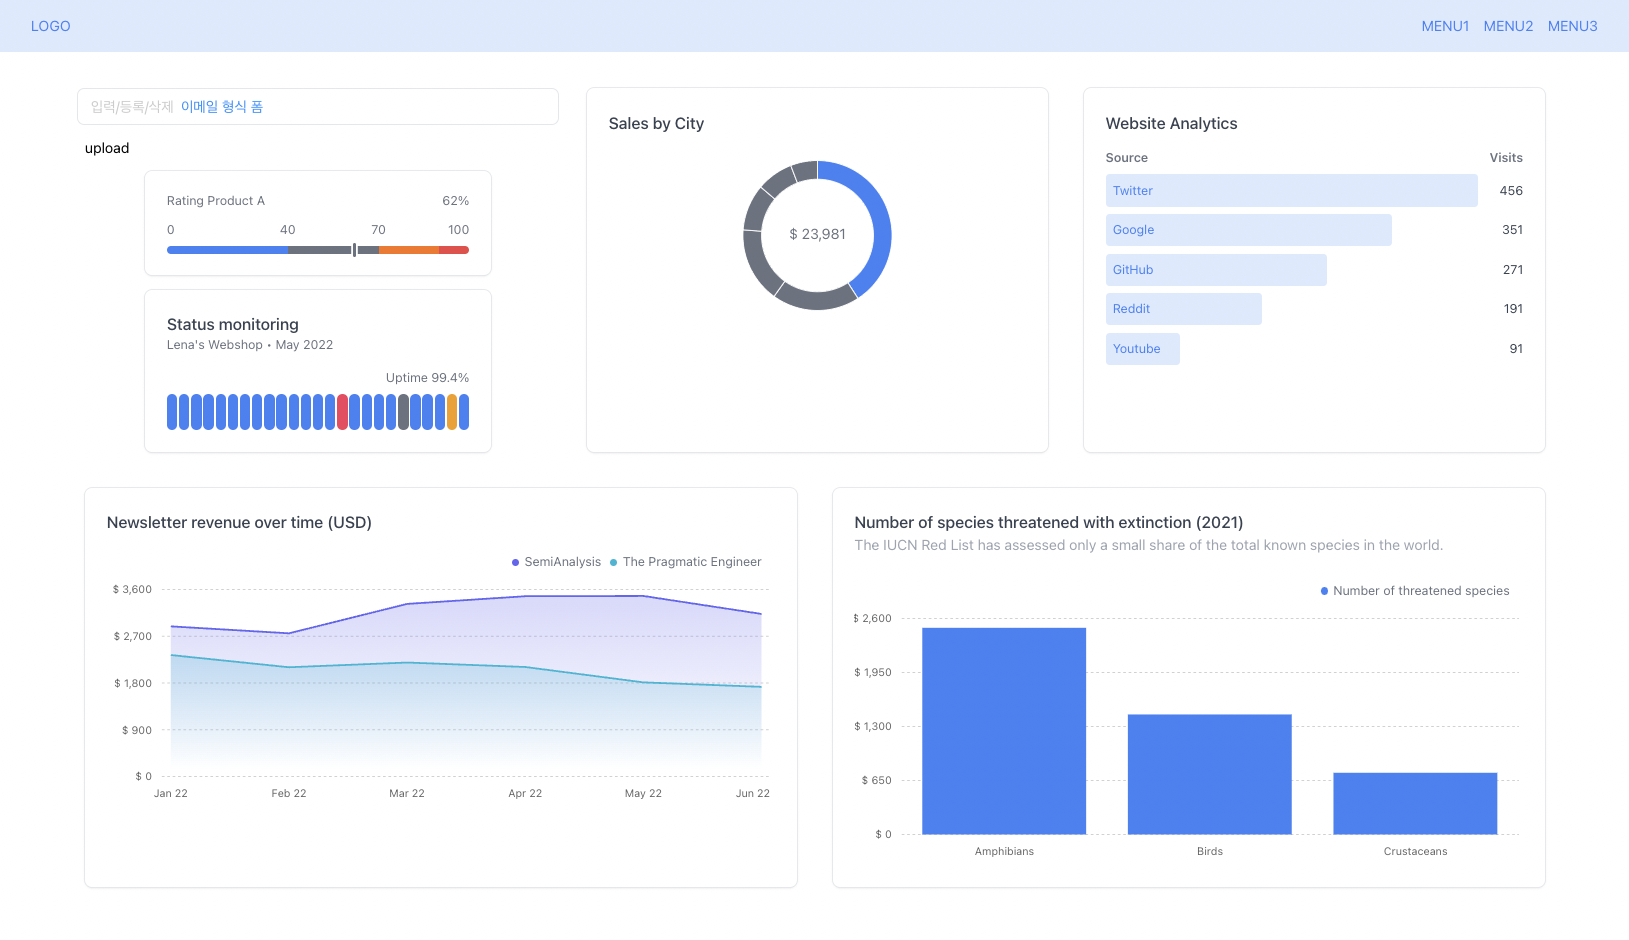 LOGO
MENU1 MENU2 MENU3
입력/등록/삭제 이메일 형식 폼
upload
Rating Product A 62%
0 40 70 100
Status monitoring
Lena's Webshop • May 2022
Uptime 99.4%
Sales by City
$ 23,981
Website Analytics
Source Visits
Twitter 456
Google 351
GitHub 271
Reddit 191
Youtube 91
Newsletter revenue over time (USD)
SemiAnalysis The Pragmatic Engineer
$ 3,600
$ 2,700
$ 1,800
$ 900
$ 0
Jan 22 Feb 22 Mar 22 Apr 22 May 22 Jun 22
Number of species threatened with extinction (2021)
The IUCN Red List has assessed only a small share of the total known species in the world.
Number of threatened species
$ 2,600
$ 1,950
$ 1,300
$ 650
$ 0
Amphibians Birds Crustaceans